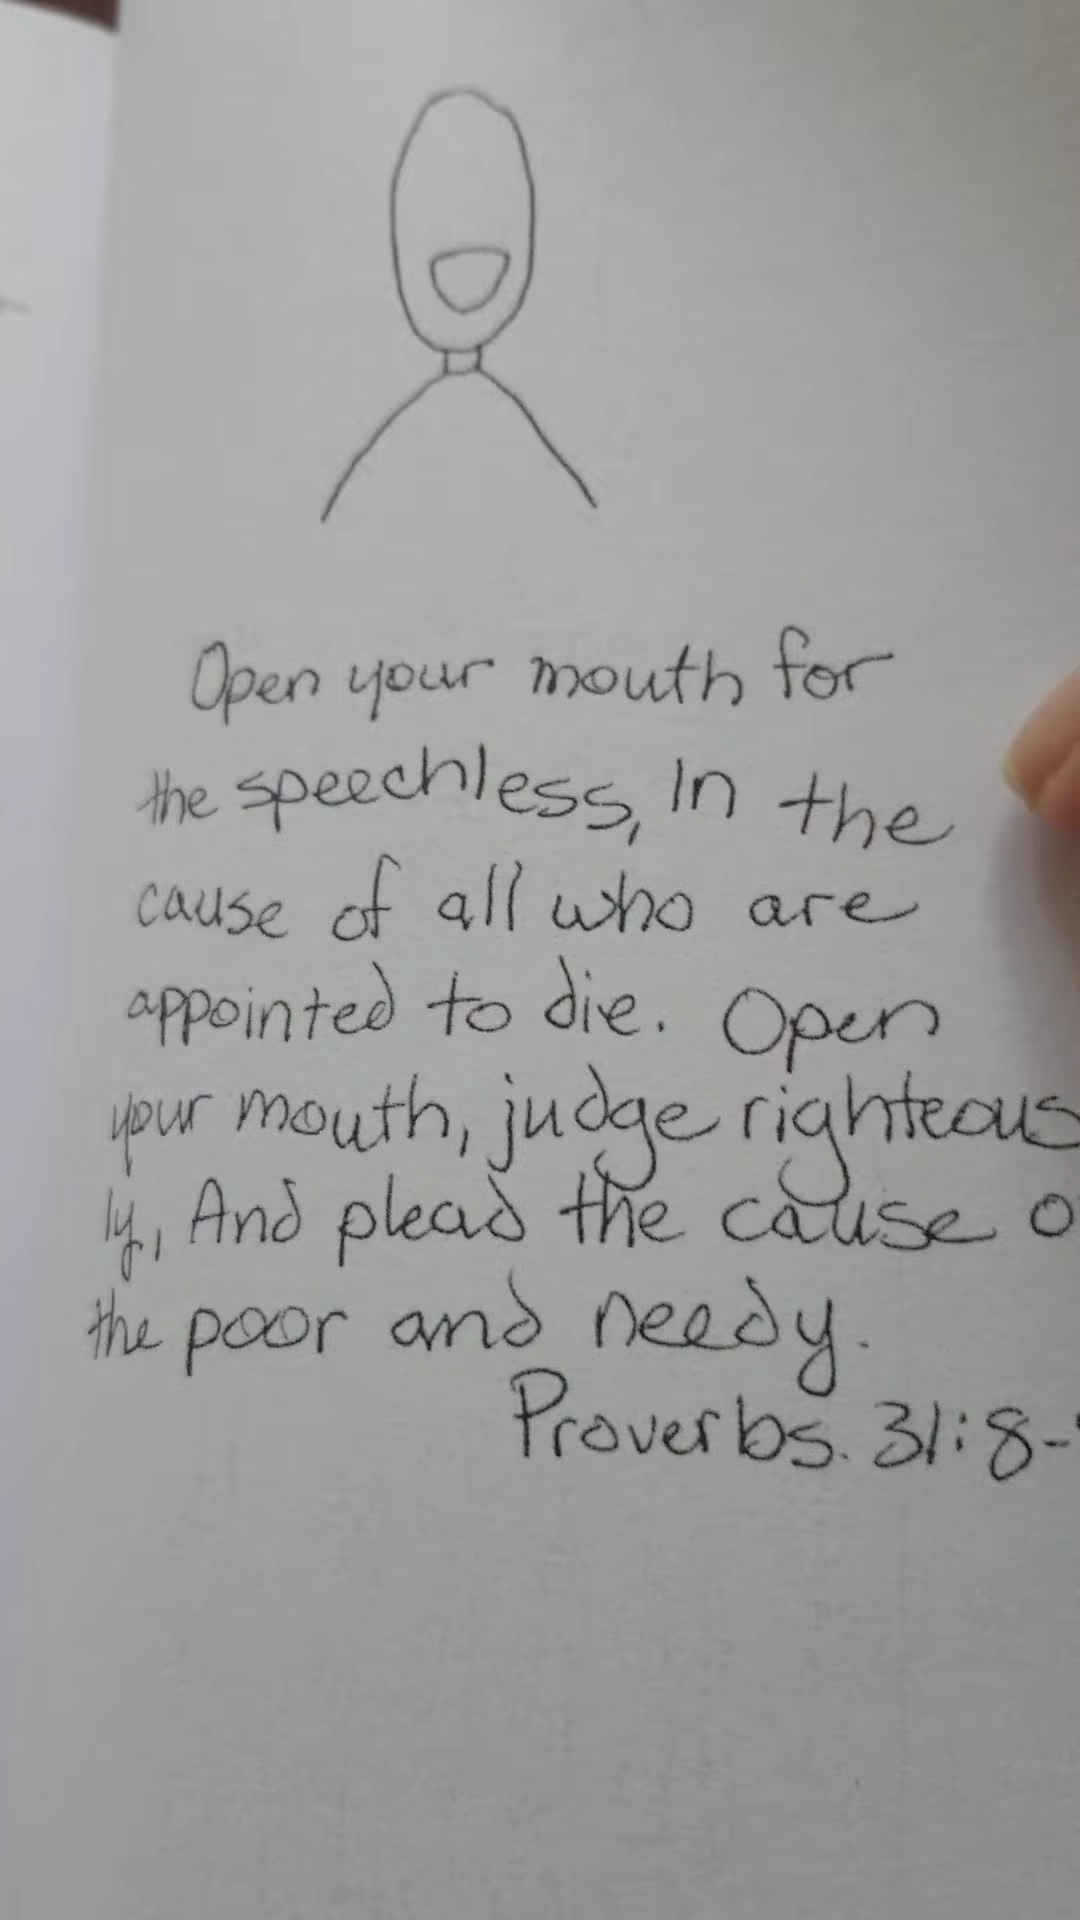 Open your mouth for
the speechless, In the
cause of all who are
appointed to die. Open
your mouth, judge righteous
ly, And plead the cause o
the poor and needy.
Proverbs. 31:8-